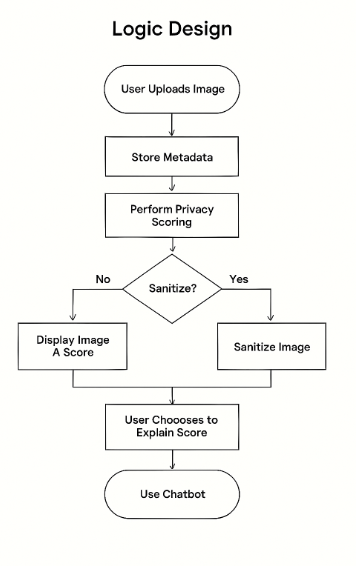 Logic Design
User Uploads Image
Store Metadata
Perform Privacy
Scoring
Sanitize?
No
Yes
Display Image
A Score
Sanitize Image
User Choooses to
Explain Score
Use Chatbot